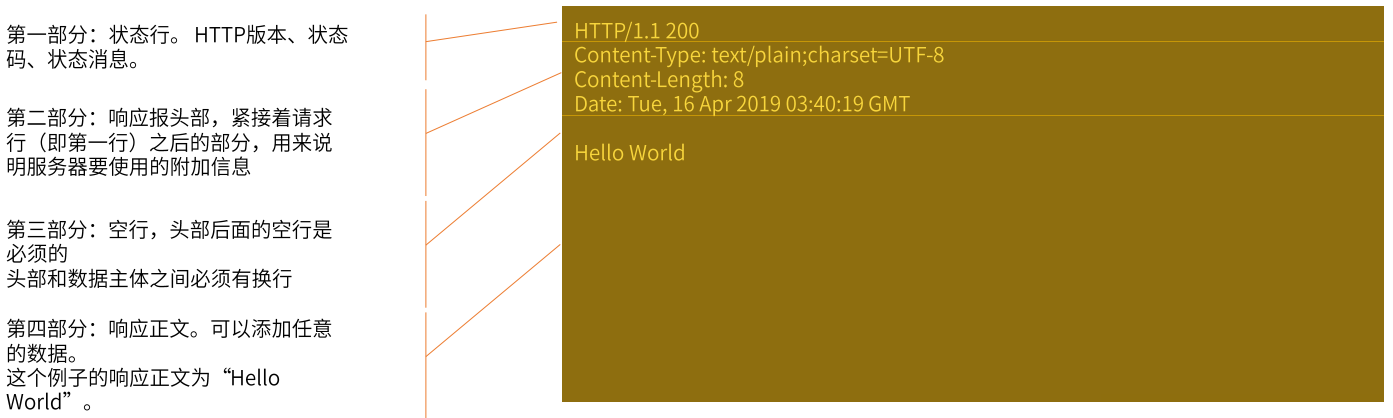 第一部分：状态行。 HTTP版本、状态
码、状态消息。
第二部分：响应报头部，紧接着请求
行（即第一行）之后的部分，用来说
明服务器要使用的附加信息
第三部分：空行，头部后面的空行是
必须的
头部和数据主体之间必须有换行
第四部分：响应正文。可以添加任意
的数据。
这个例子的响应正文为“Hello
World”。
HTTP/1.1 200
Content-Type: text/plain;charset=UTF-8
Content-Length: 8
Date: Tue, 16 Apr 2019 03:40:19 GMT
Hello World